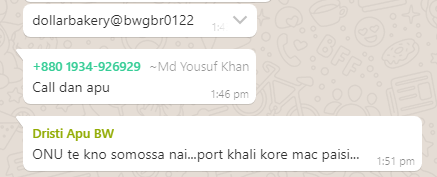 dollarbakery@bwgbr0122
+880 1934-926929 ~Md Yousuf Khan
Call dan apu
1:46 pm
Dristi Apu BW
ONU te kno somossa nai...port khali kore mac paisi...
1:51 pm